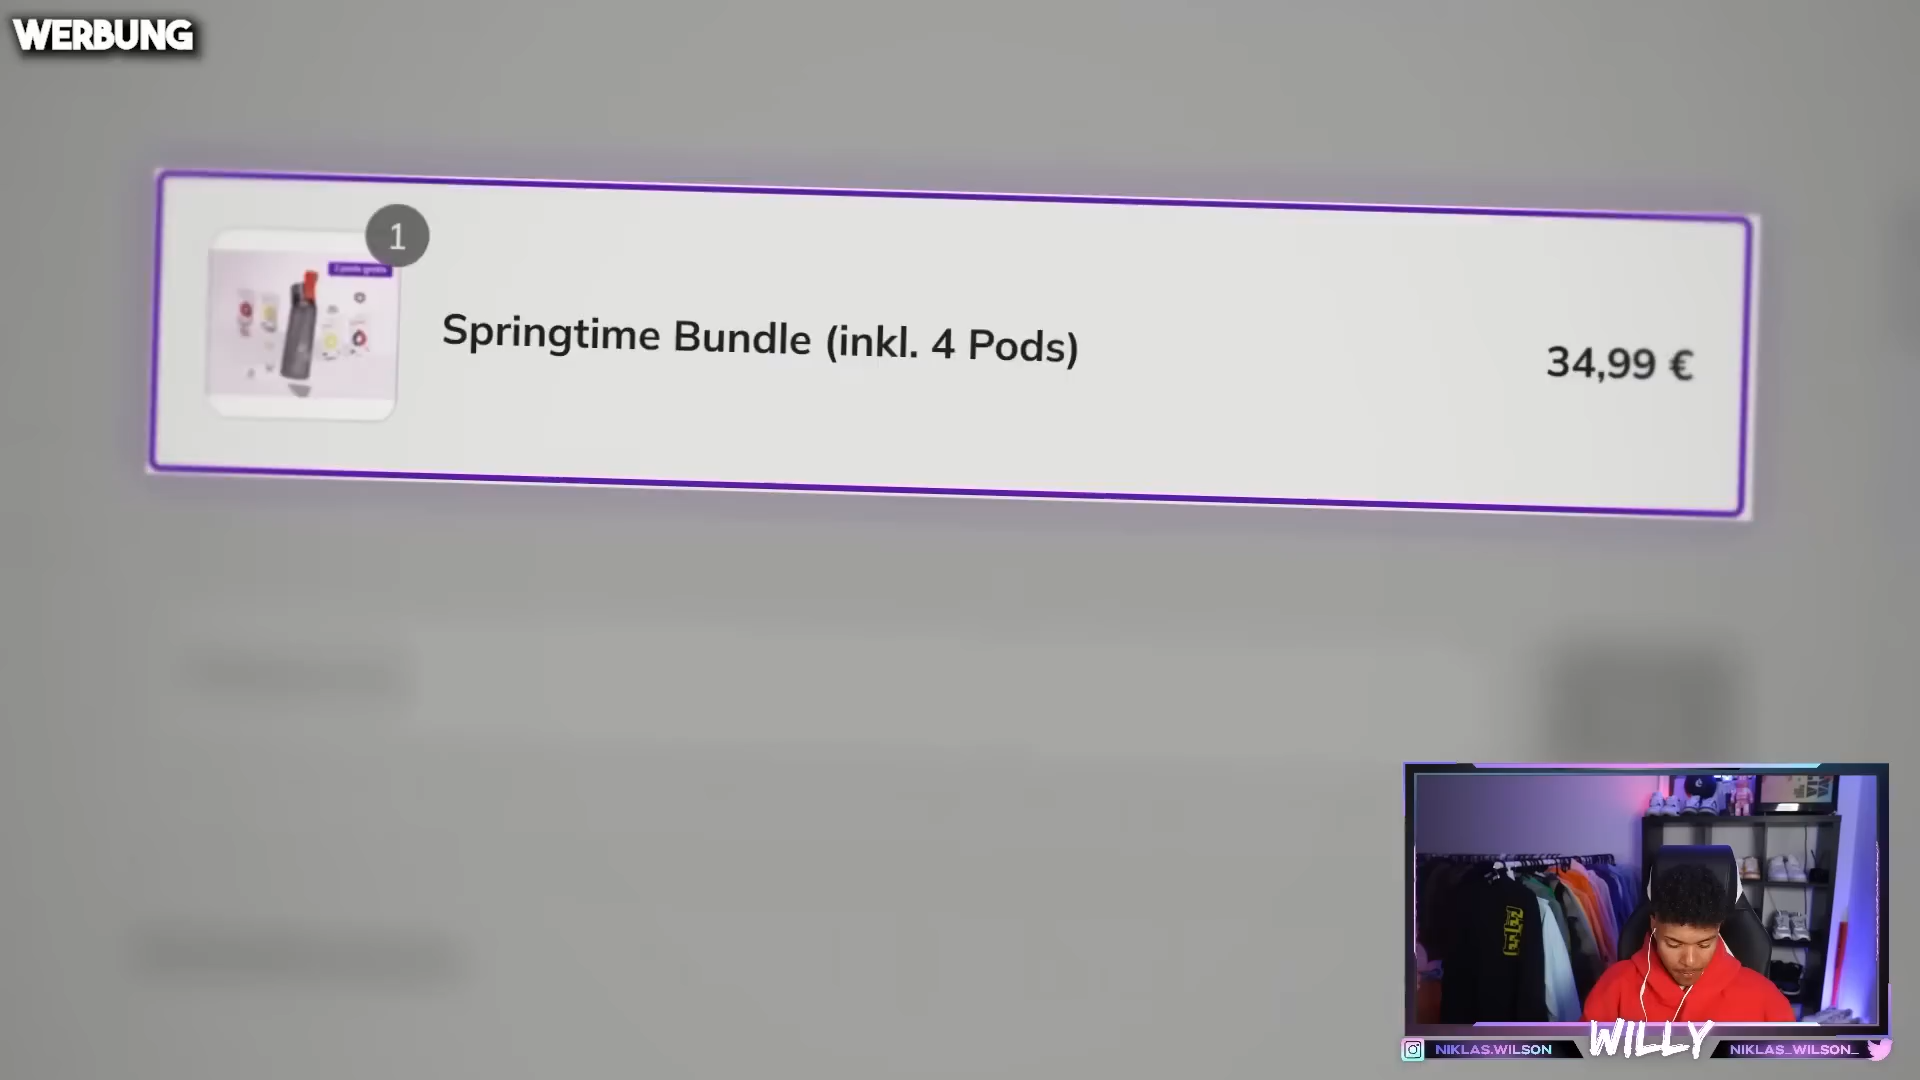 WERBUNG
1
Springtime Bundle (inkl. 4 Pods)
34,99 €
WILLY
NIKLAS.WILSON
NIKLAS_WILSON_